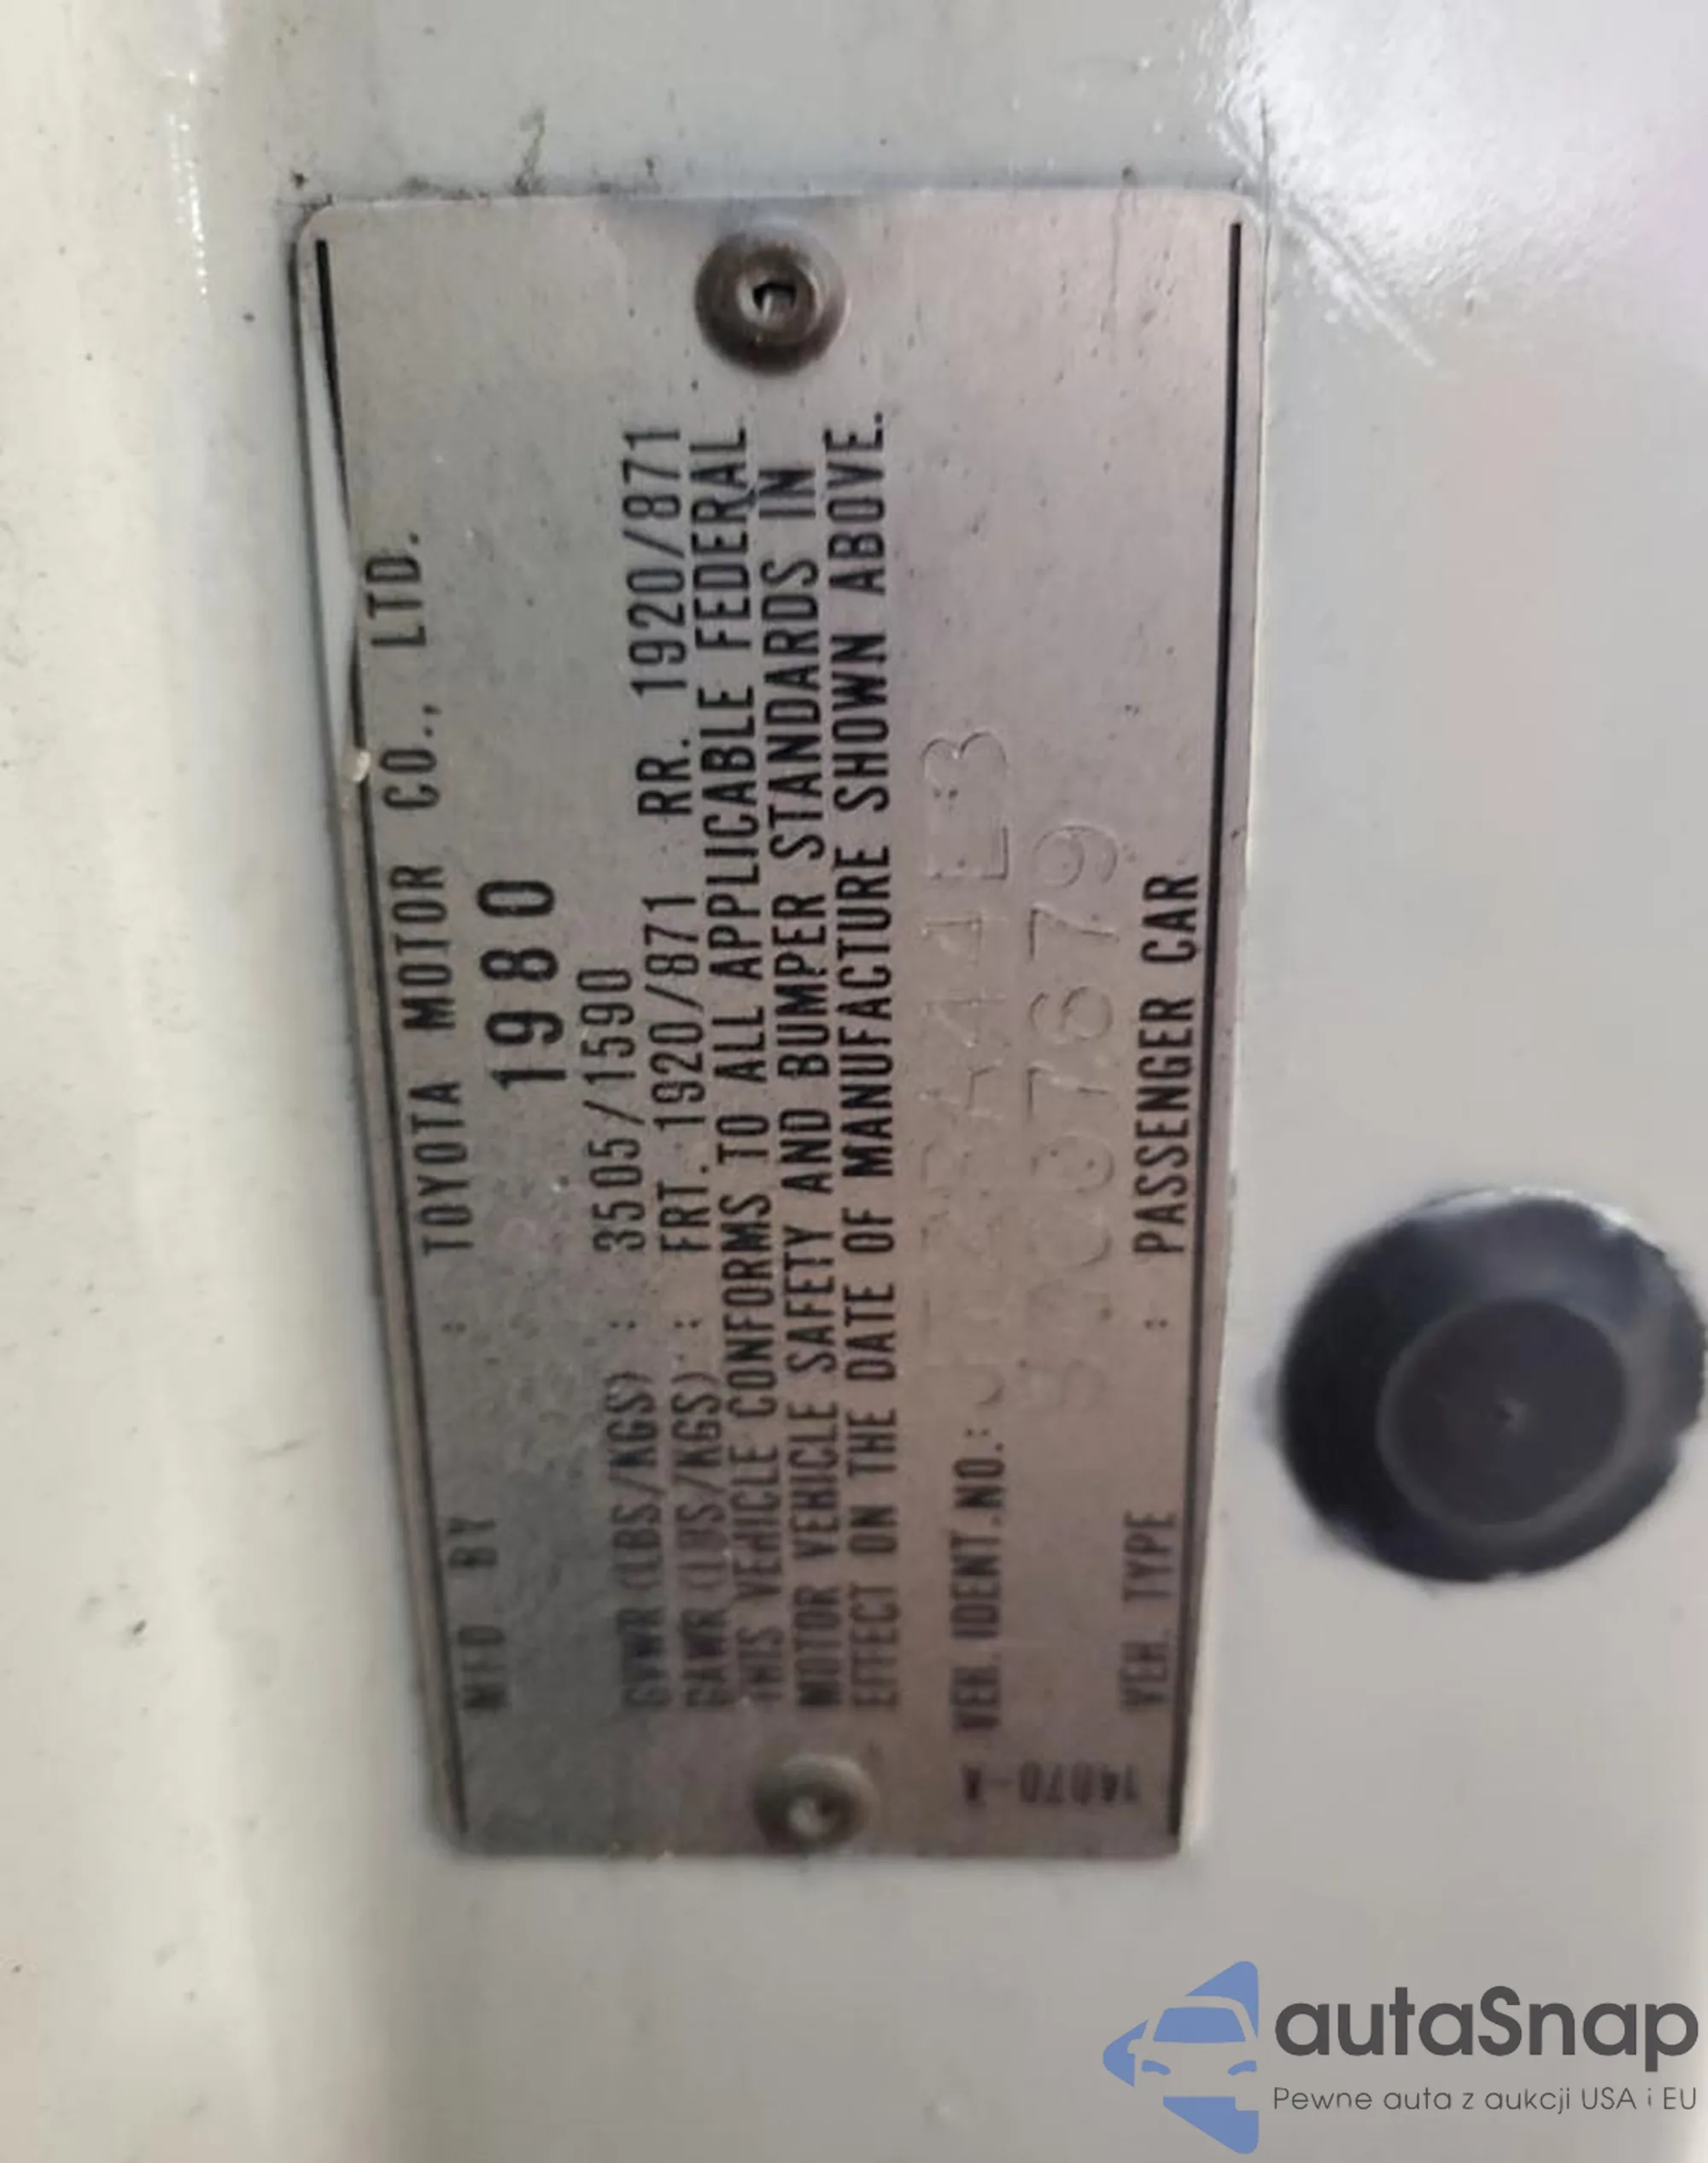 MFD BY : TOYOTA MOTOR CO., LTD.
1980
GVWR (LBS/KGS) : 3505/1590
GAWR (LBS/KGS) : FRT. 1920/871 RR. 1920/871
THIS VEHICLE CONFORMS TO ALL APPLICABLE FEDERAL
MOTOR VEHICLE SAFETY AND BUMPER STANDARDS IN
EFFECT ON THE DATE OF MANUFACTURE SHOWN ABOVE.
VEH. IDENT.NO.:
VEH. TYPE : PASSENGER CAR
autaSnap
Pewne auta z aukcji USA i EU